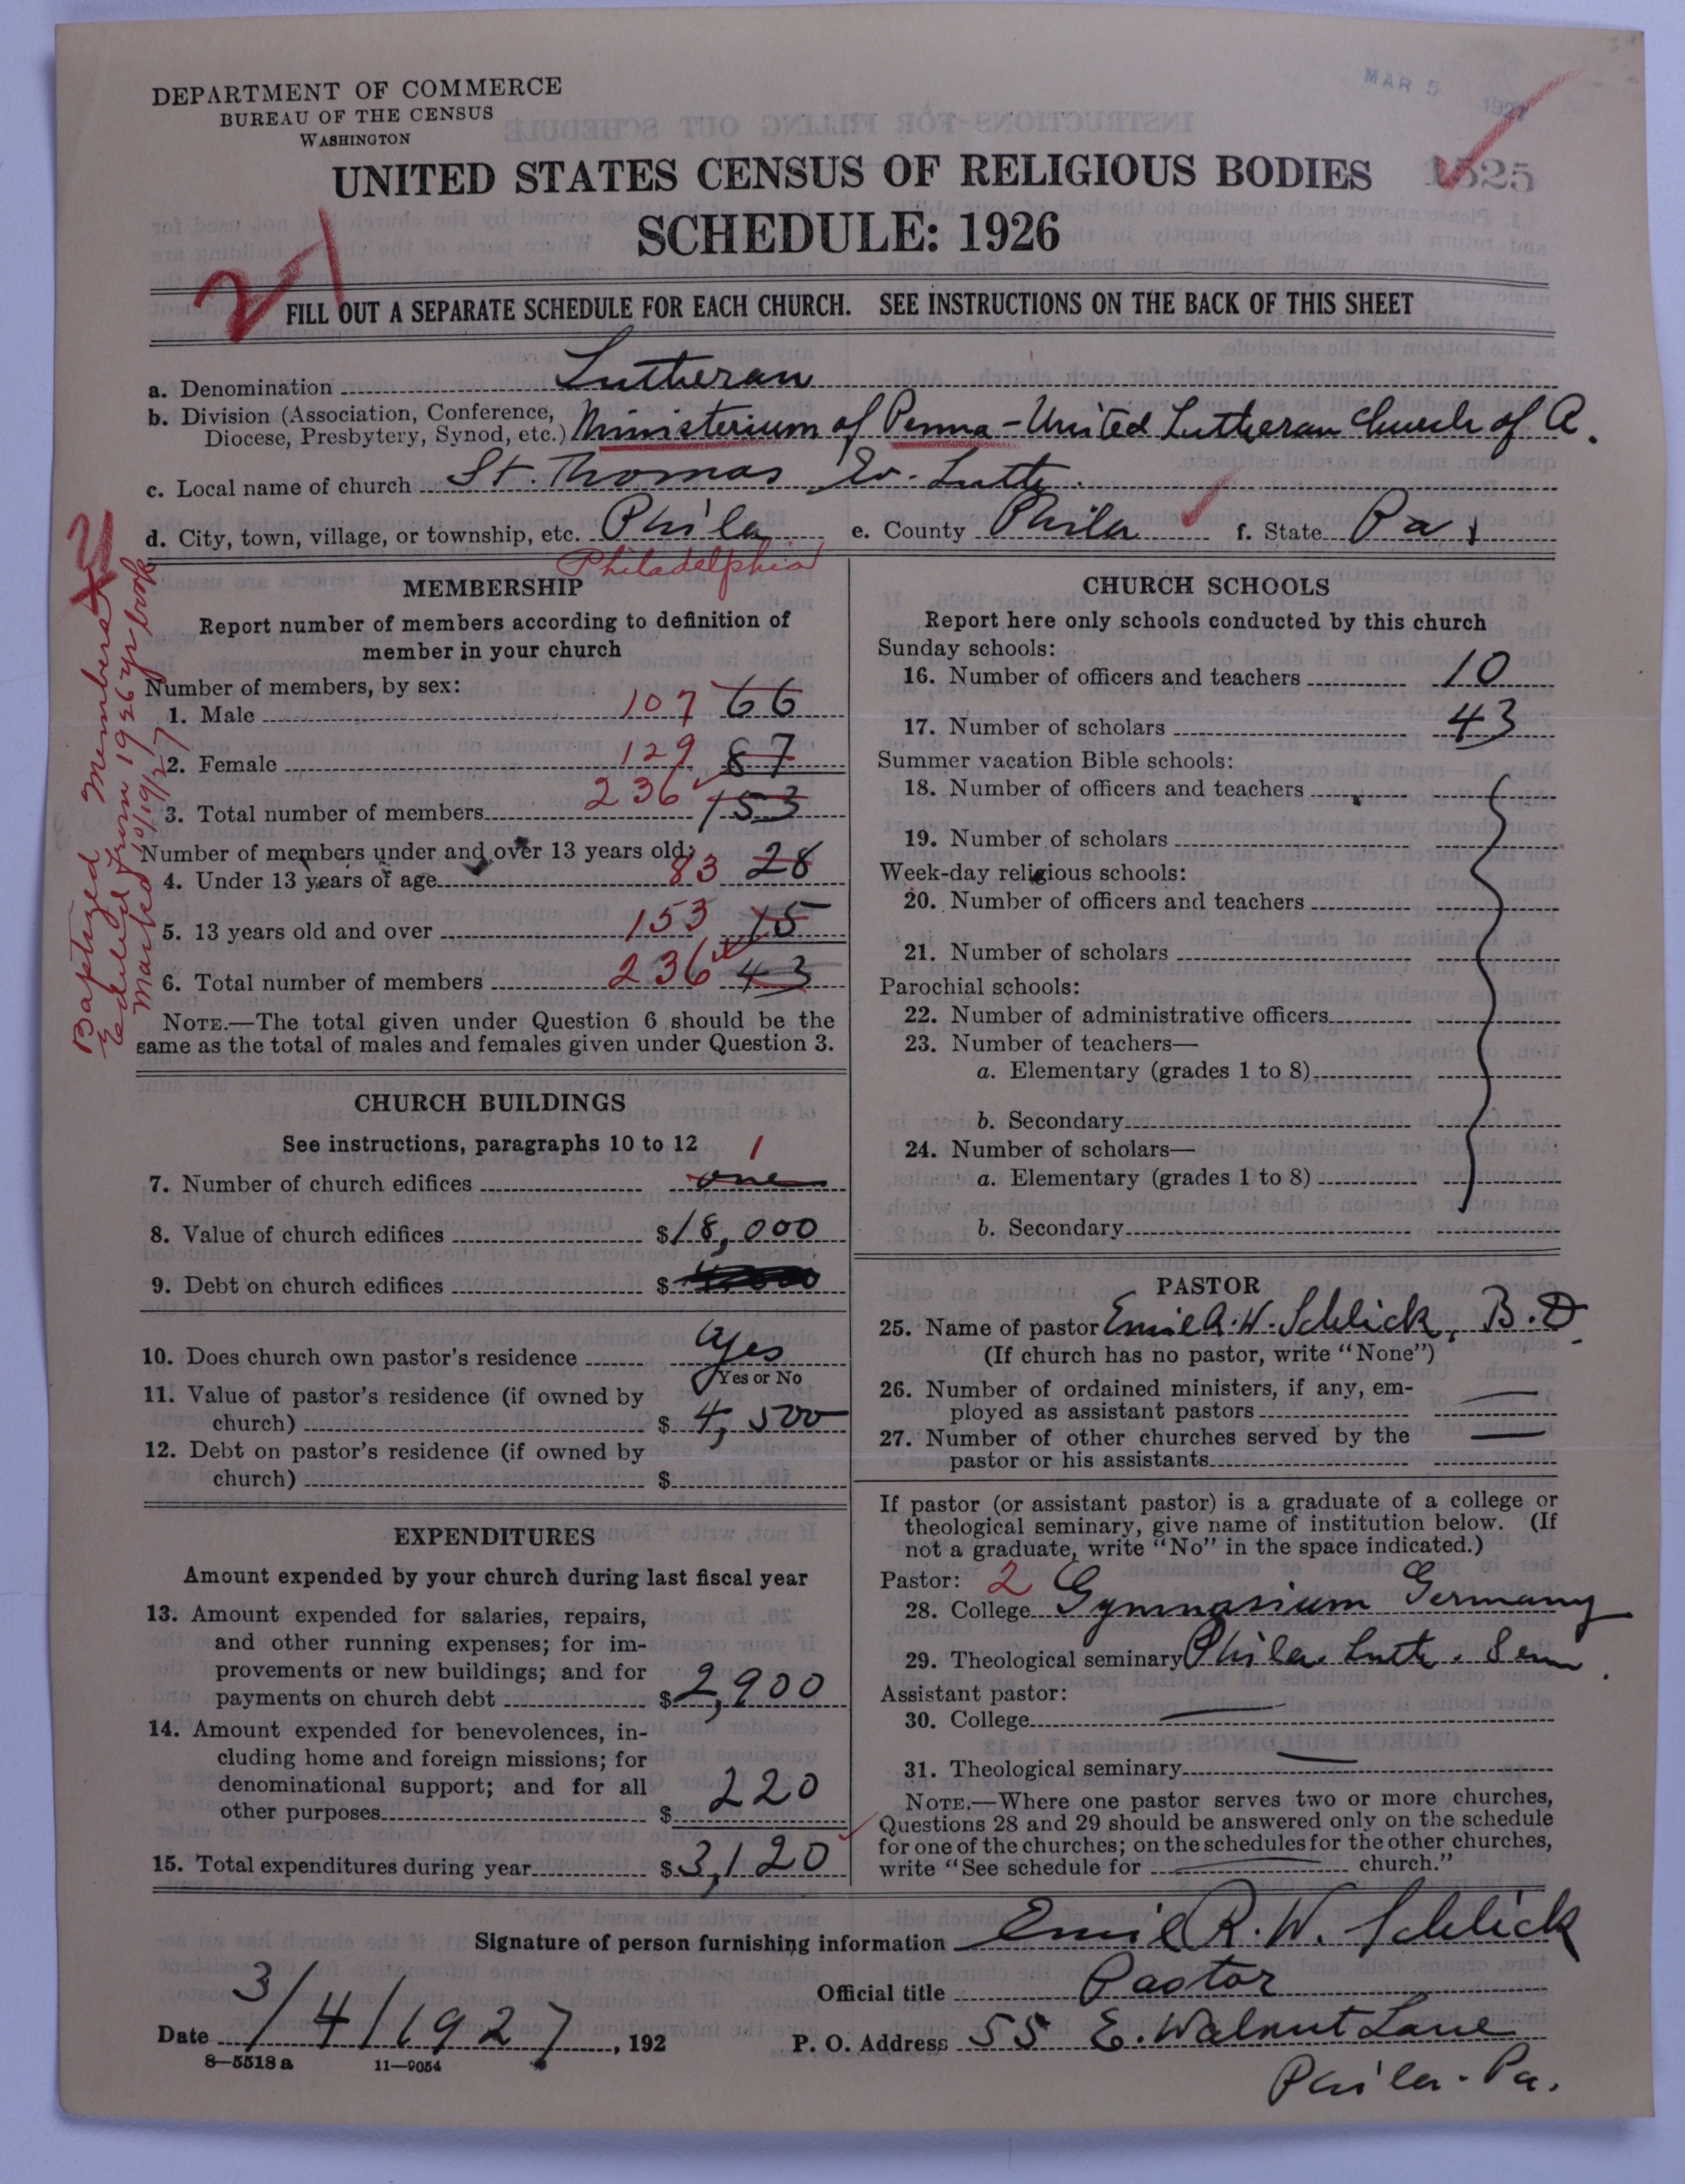 MAR 5 1927
DEPARTMENT OF COMMERCE
BUREAU OF THE CENSUS
WASHINGTON
UNITED STATES CENSUS OF RELIGIOUS BODIES
1525
SCHEDULE: 1926
21
FILL OUT A SEPARATE SCHEDULE FOR EACH CHURCH. SEE INSTRUCTIONS ON THE BACK OF THIS SHEET
a. Denomination Lutheran
b. Division (Association, Conference,
Diocese, Presbytery, Synod, etc.) Ministerium of Penna - United Lutheran Church of A.
c. Local name of church St. Thomas Ev. Luth.
d. City, town, village, or township, etc. Phila. e. County Phila f. State Pa
Philadelphia
Baptized Members
Edited from 1926 yr book
Marked 10/19/27
MEMBERSHIP
Report number of members according to definition of
member in your church
Number of members, by sex:
1. Male 107 66
2. Female 129 87
3. Total number of members 236 153
Number of members under and over 13 years old:
4. Under 13 years of age 83 28
5. 13 years old and over 153 15
6. Total number of members 236 43
NOTE.—The total given under Question 6 should be the
same as the total of males and females given under Question 3.
CHURCH BUILDINGS
See instructions, paragraphs 10 to 12
1
7. Number of church edifices one
8. Value of church edifices $18,000
9. Debt on church edifices $
10. Does church own pastor's residence yes
Yes or No
11. Value of pastor's residence (if owned by
church) $ 4,500
12. Debt on pastor's residence (if owned by
church) $
EXPENDITURES
Amount expended by your church during last fiscal year
13. Amount expended for salaries, repairs,
and other running expenses; for im-
provements or new buildings; and for
payments on church debt $2,900
14. Amount expended for benevolences, in-
cluding home and foreign missions; for
denominational support; and for all
other purposes $ 220
15. Total expenditures during year $3,120
CHURCH SCHOOLS
Report here only schools conducted by this church
Sunday schools:
16. Number of officers and teachers 10
17. Number of scholars 43
Summer vacation Bible schools:
18. Number of officers and teachers
19. Number of scholars
Week-day religious schools:
20. Number of officers and teachers
21. Number of scholars
Parochial schools:
22. Number of administrative officers
23. Number of teachers—
a. Elementary (grades 1 to 8)
b. Secondary
24. Number of scholars—
a. Elementary (grades 1 to 8)
b. Secondary
PASTOR
25. Name of pastor Emil R. W. Schlick, B.D.
(If church has no pastor, write "None")
26. Number of ordained ministers, if any, em-
ployed as assistant pastors —
27. Number of other churches served by the
pastor or his assistants —
If pastor (or assistant pastor) is a graduate of a college or
theological seminary, give name of institution below. (If
not a graduate, write "No" in the space indicated.)
Pastor: 2
28. College Gymnasium Germany
29. Theological seminary Phila. Luth. Sem.
Assistant pastor:
30. College —
31. Theological seminary —
NOTE.—Where one pastor serves two or more churches,
Questions 28 and 29 should be answered only on the schedule
for one of the churches; on the schedules for the other churches,
write "See schedule for — church."
Signature of person furnishing information Emil R. W. Schlick
Official title Pastor
Date 3/4/1927, 192 P. O. Address 55 E. Walnut Lane
Phila. Pa.
8—5518 a 11—9054